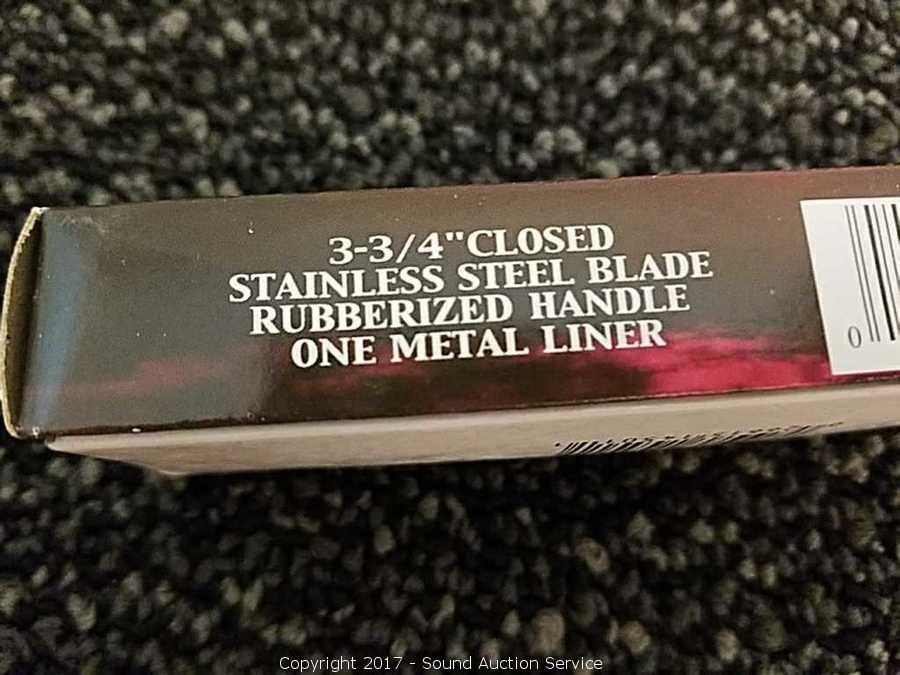 3-3/4"CLOSED
STAINLESS STEEL BLADE
RUBBERIZED HANDLE
ONE METAL LINER
0
Copyright 2017 - Sound Auction Service